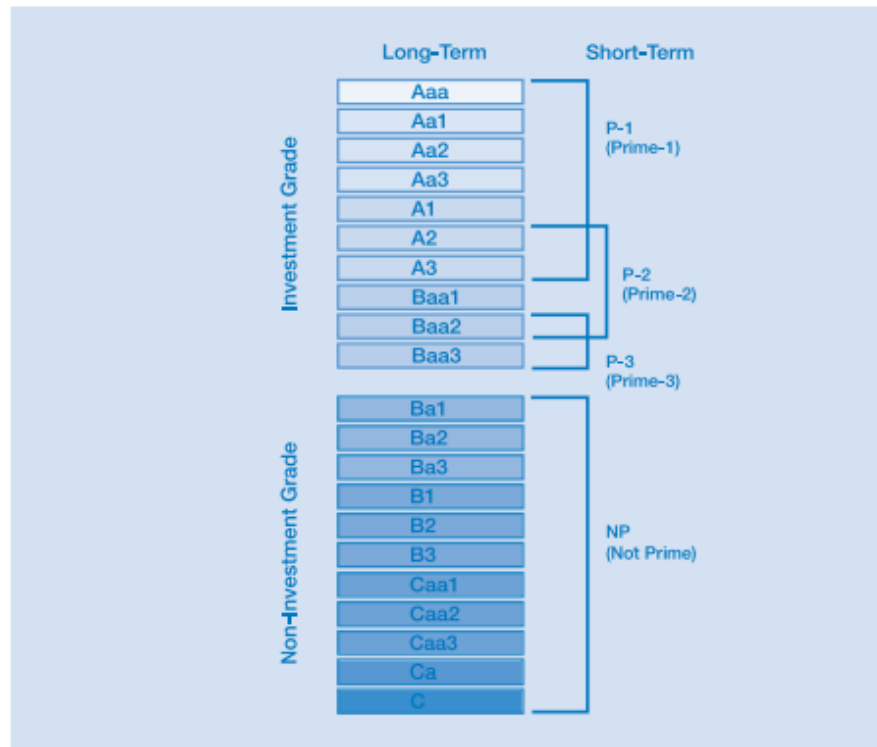 Long-Term
Short-Term
Investment Grade
Aaa
Aa1
Aa2
Aa3
A1
A2
A3
Baa1
Baa2
Baa3
P-1
(Prime-1)
P-2
(Prime-2)
P-3
(Prime-3)
Non-Investment Grade
Ba1
Ba2
Ba3
B1
B2
B3
Caa1
Caa2
Caa3
Ca
C
NP
(Not Prime)